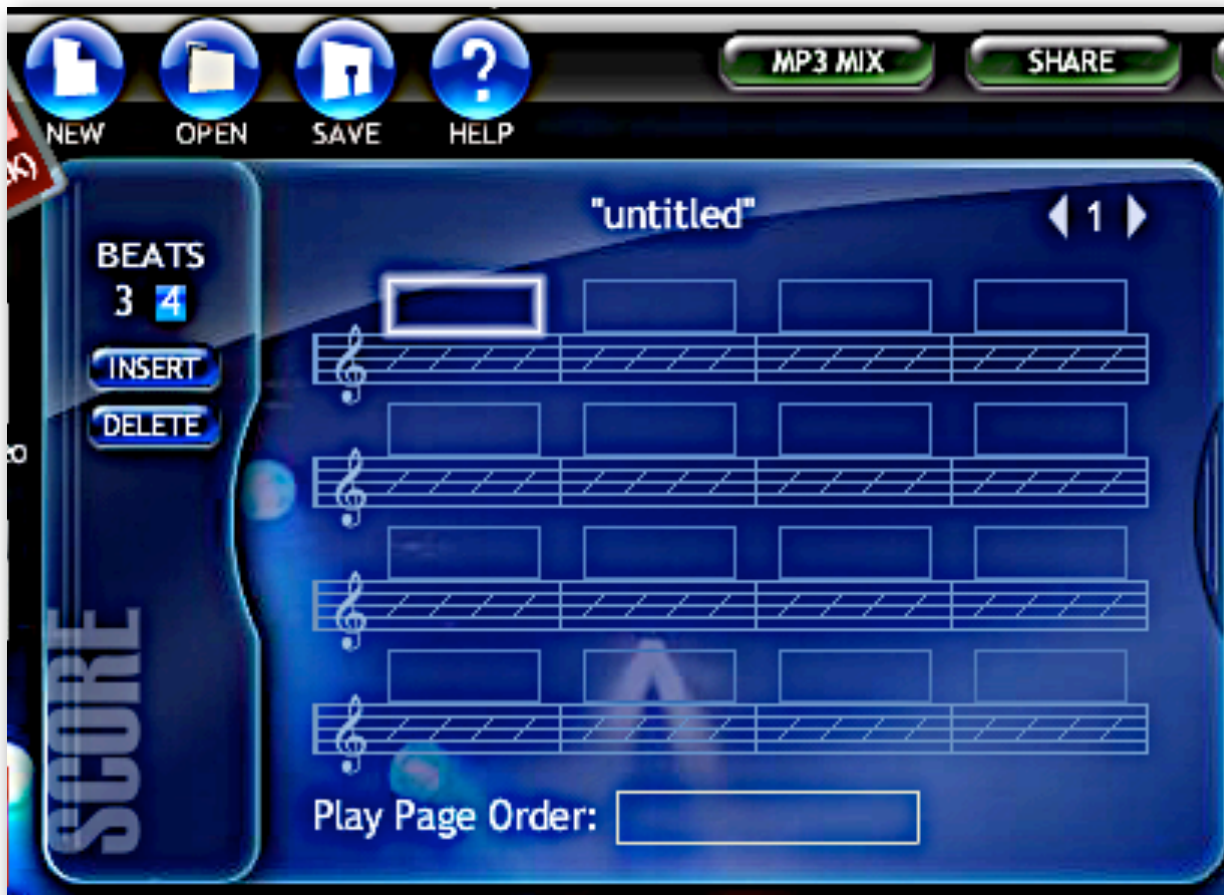 MP3 MIX SHARE
NEW OPEN SAVE HELP
"untitled" 1
BEATS
3 4
INSERT
DELETE
SCORE
Play Page Order: